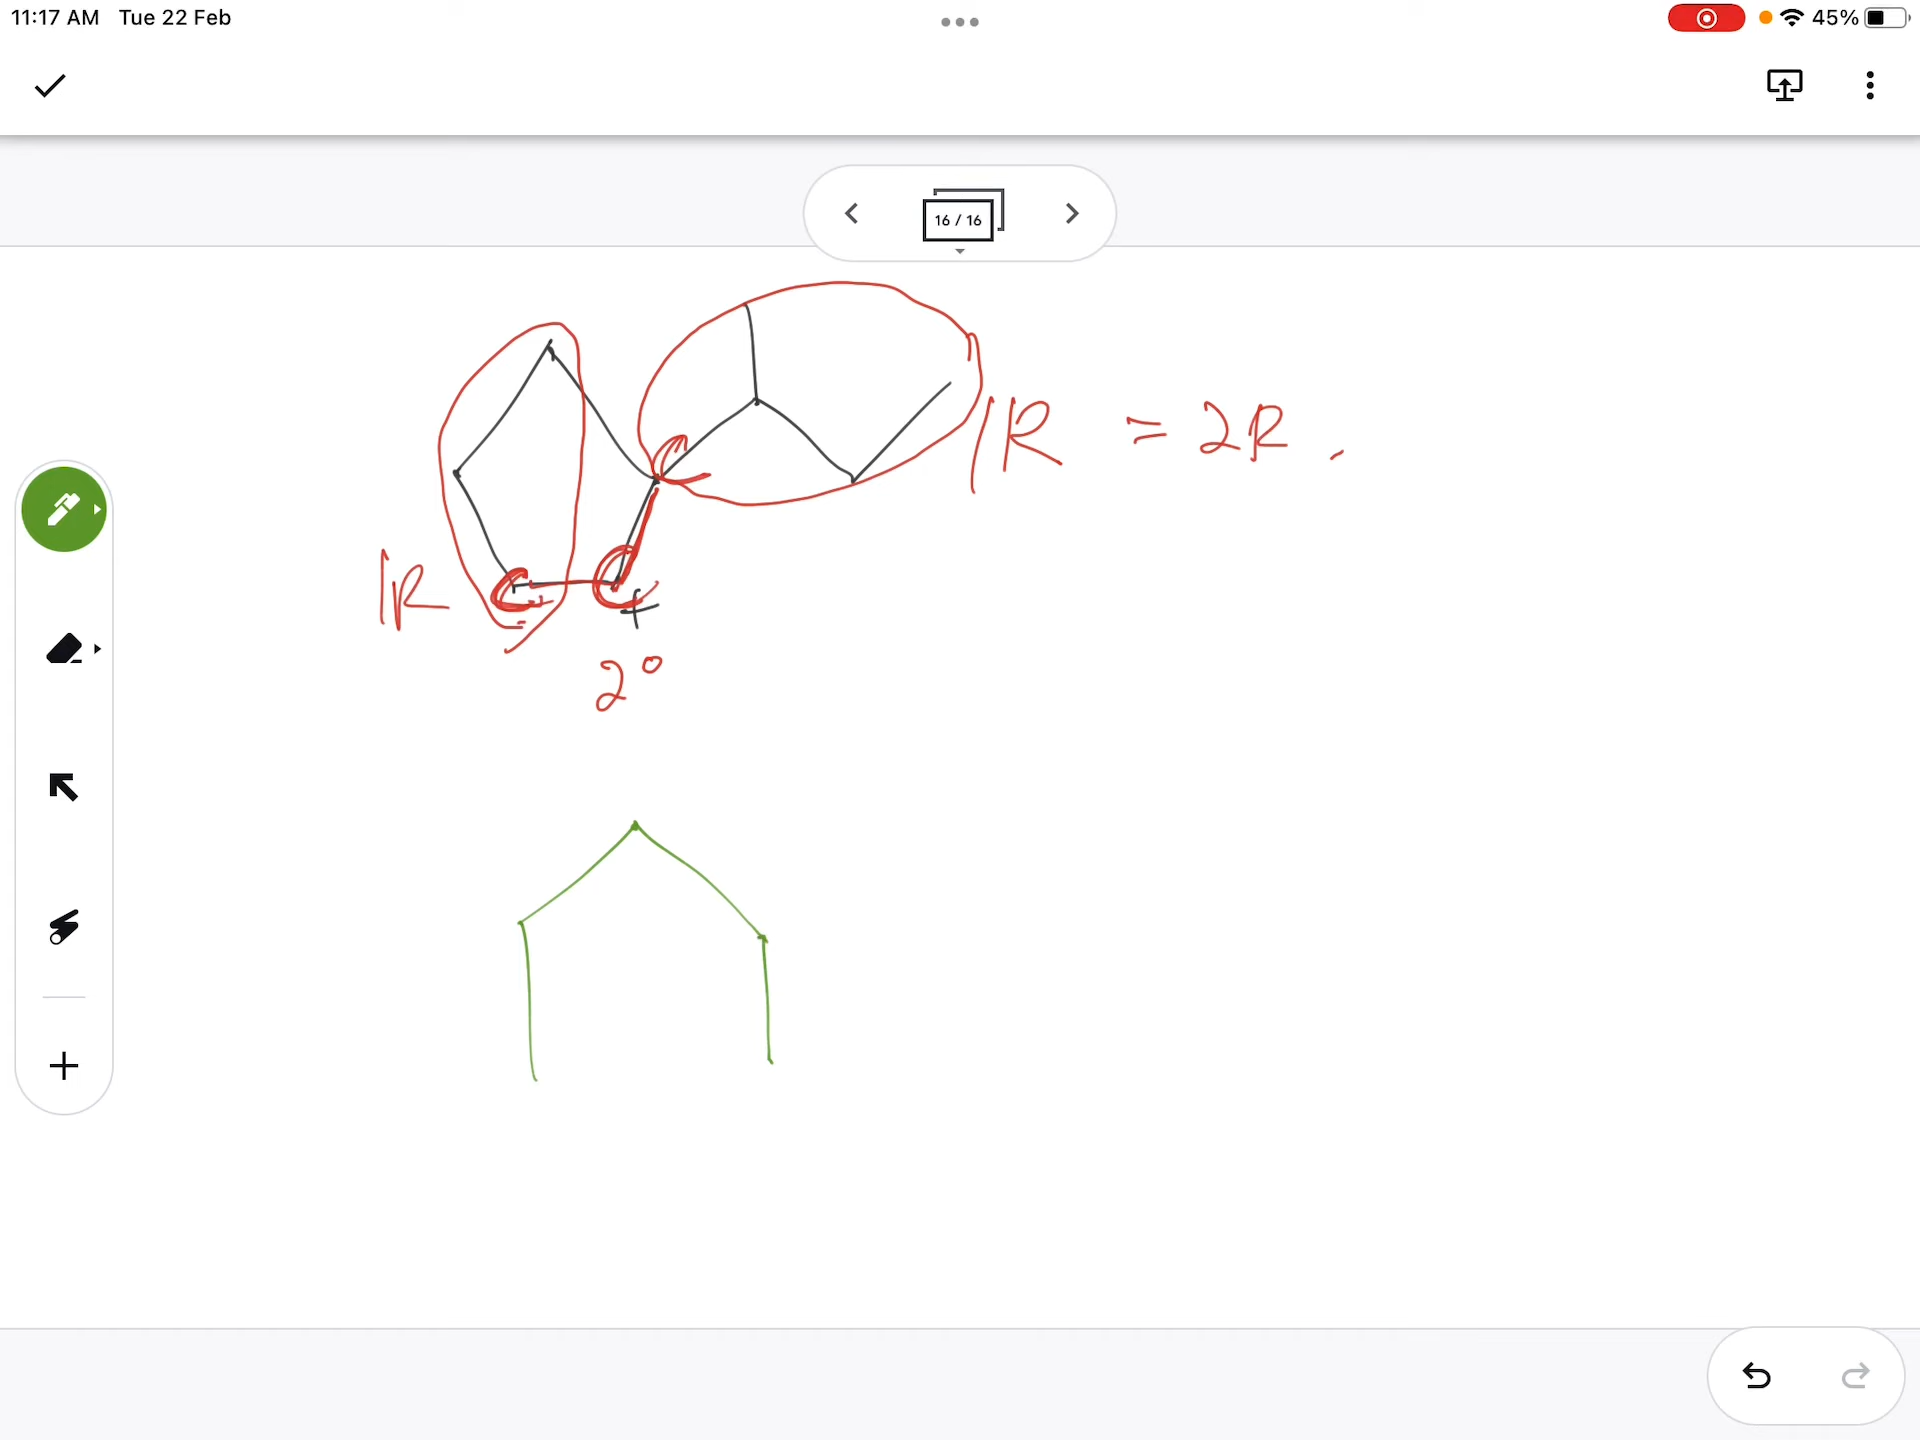 11:17 AM Tue 22 Feb
45%
16 / 16
1R = 2R .
1R
+
+
2°